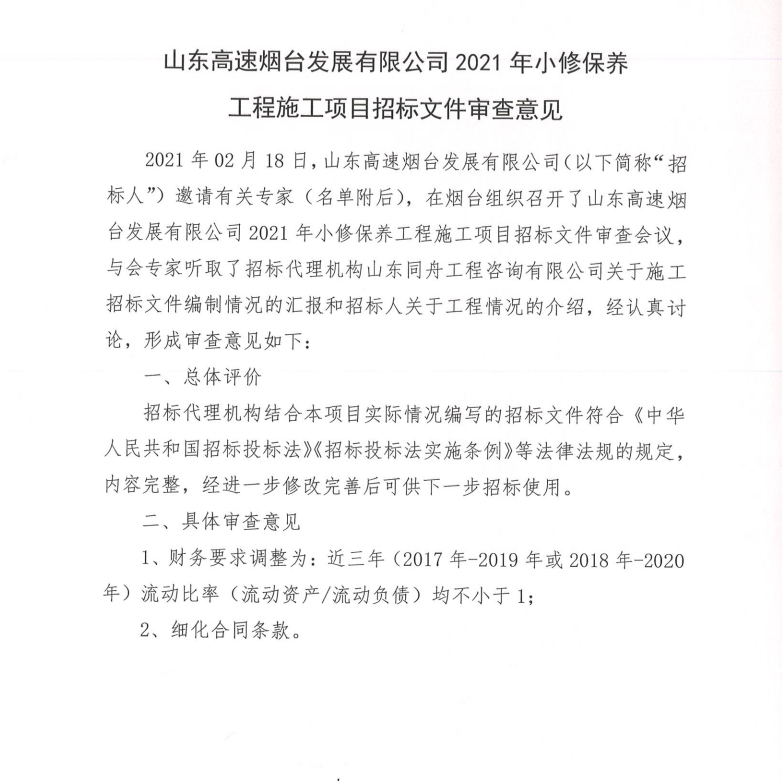 山东高速烟台发展有限公司 2021 年小修保养
工程施工项目招标文件审查意见
2021 年 02 月 18 日，山东高速烟台发展有限公司（以下简称“招
标人”）邀请有关专家（名单附后），在烟台组织召开了山东高速烟
台发展有限公司 2021 年小修保养工程施工项目招标文件审查会议，
与会专家听取了招标代理机构山东同舟工程咨询有限公司关于施工
招标文件编制情况的汇报和招标人关于工程情况的介绍，经认真讨
论，形成审查意见如下：
一、总体评价
招标代理机构结合本项目实际情况编写的招标文件符合《中华
人民共和国招标投标法》《招标投标法实施条例》等法律法规的规定，
内容完整，经进一步修改完善后可供下一步招标使用。
二、具体审查意见
1、财务要求调整为：近三年（2017 年-2019 年或 2018 年-2020
年）流动比率（流动资产/流动负债）均不小于 1；
2、细化合同条款。